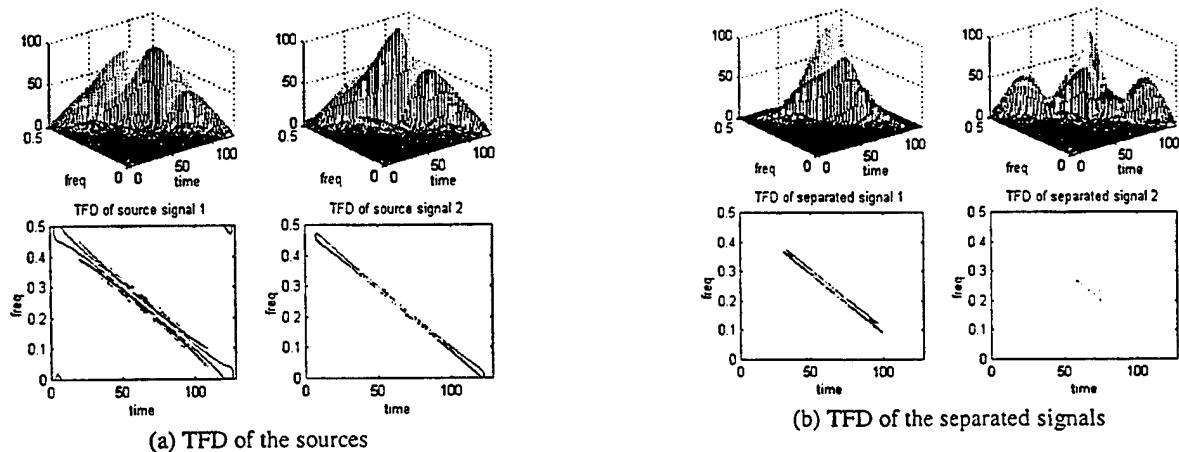 100
50
0
0.5
freq
0 0
50
100
time
100
50
0
0.5
freq
0 0
50
100
time
TFD of source signal 1
0.5
0.4
0.3
0.2
0.1
0
freq
0
50
100
time
TFD of source signal 2
0.5
0.4
0.3
0.2
0.1
0
freq
0
50
100
time
(a) TFD of the sources
100
50
0
0.5
freq
0 0
50
100
time
100
50
0
0.5
freq
0 0
50
100
time
TFD of separated signal 1
0.5
0.4
0.3
0.2
0.1
0
freq
0
50
100
time
TFD of separated signal 2
0.5
0.4
0.3
0.2
0.1
0
freq
0
50
100
time
(b) TFD of the separated signals